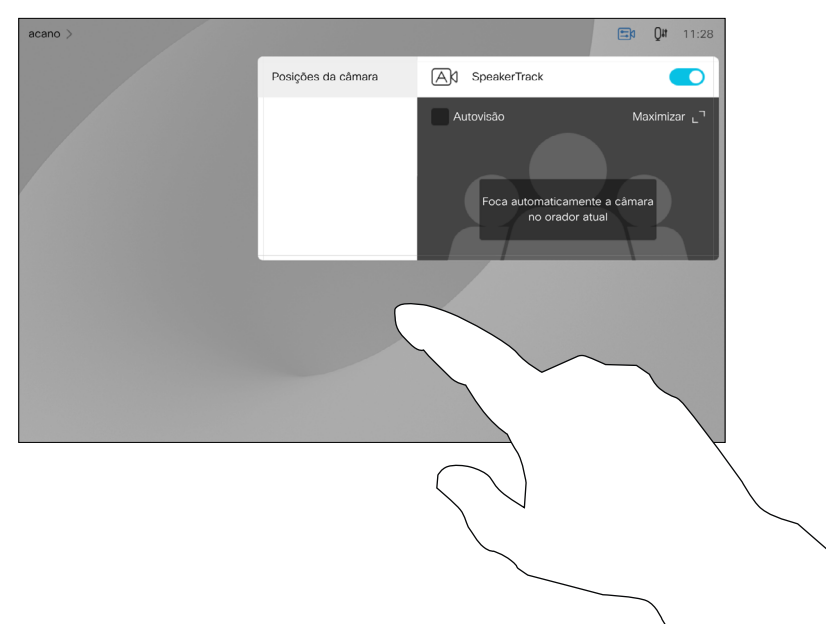 acano >
11:28
Posições da câmara
SpeakerTrack
Autovisão
Maximizar
Foca automaticamente a câmara
no orador atual